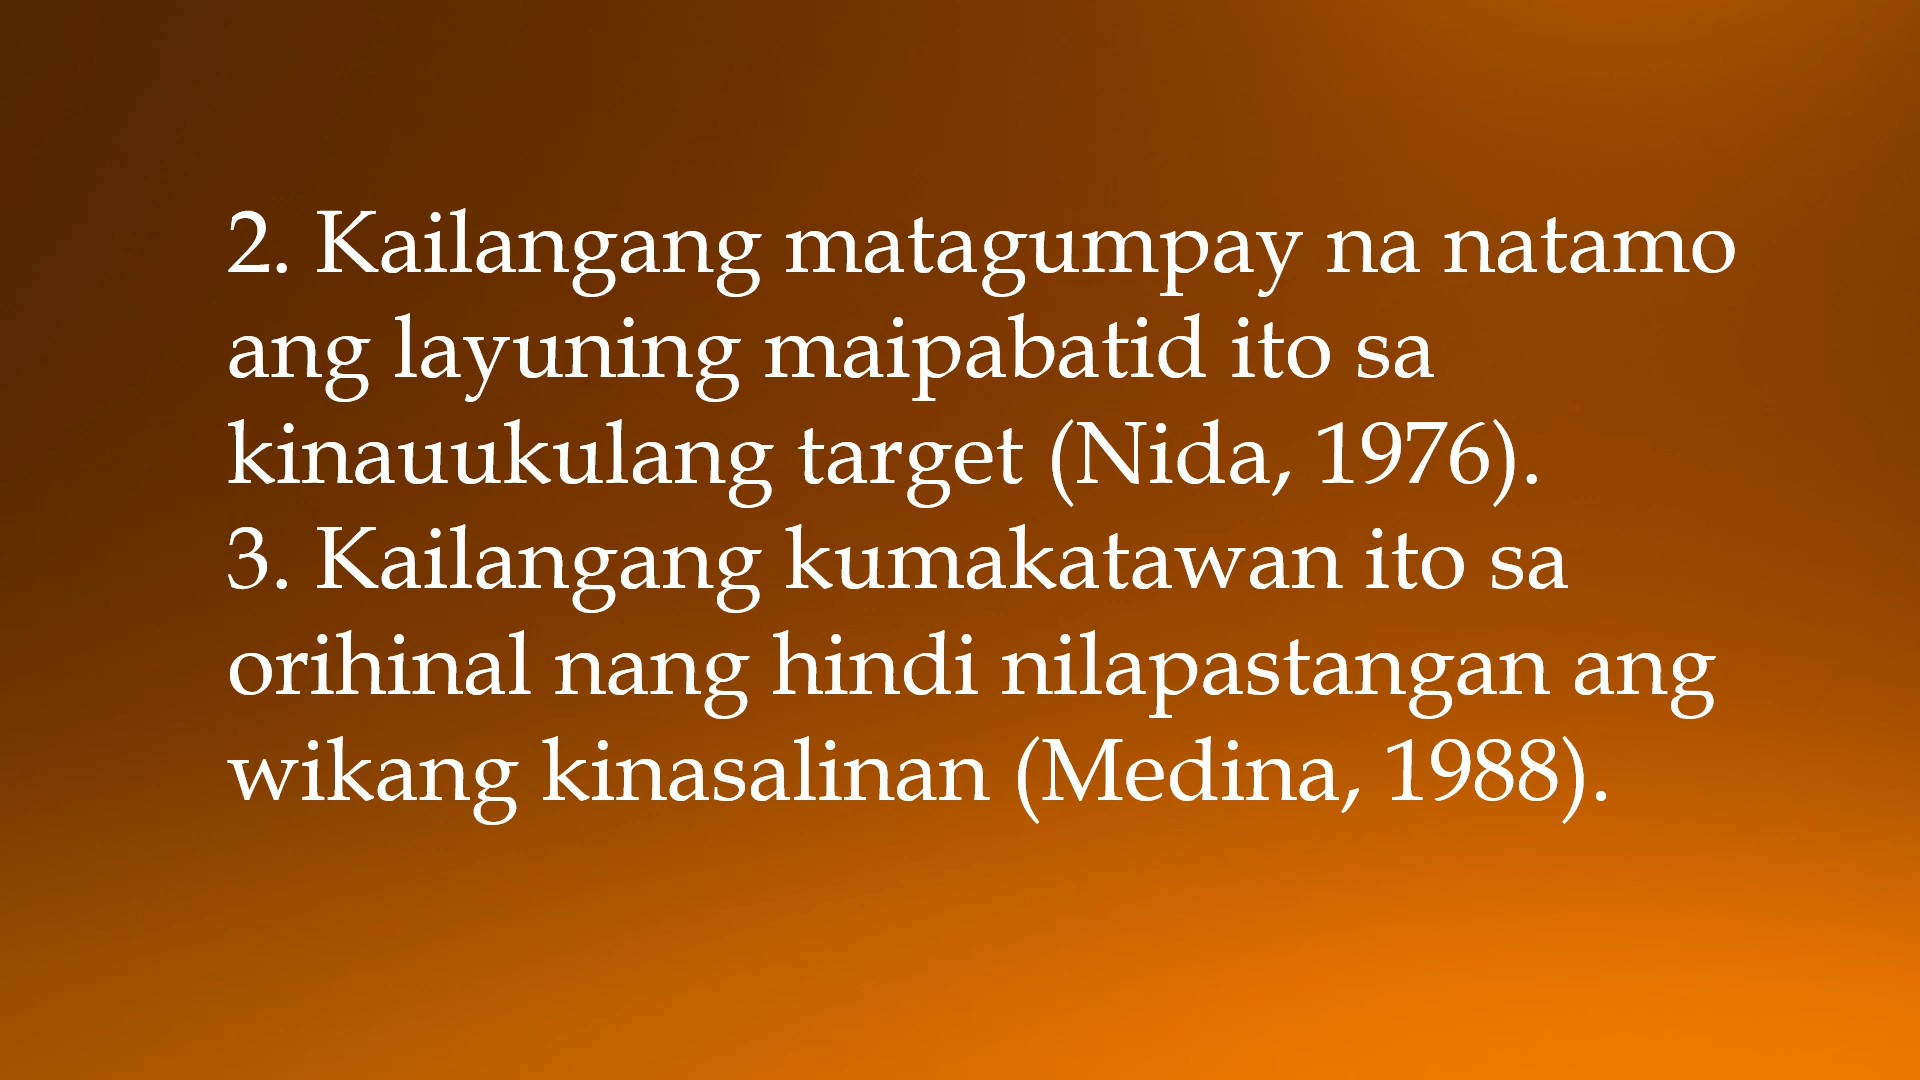 2. Kailangang matagumpay na natamo
ang layuning maipabatid ito sa
kinauukulang target (Nida, 1976).
3. Kailangang kumakatawan ito sa
orihinal nang hindi nilapastangan ang
wikang kinasalinan (Medina, 1988).